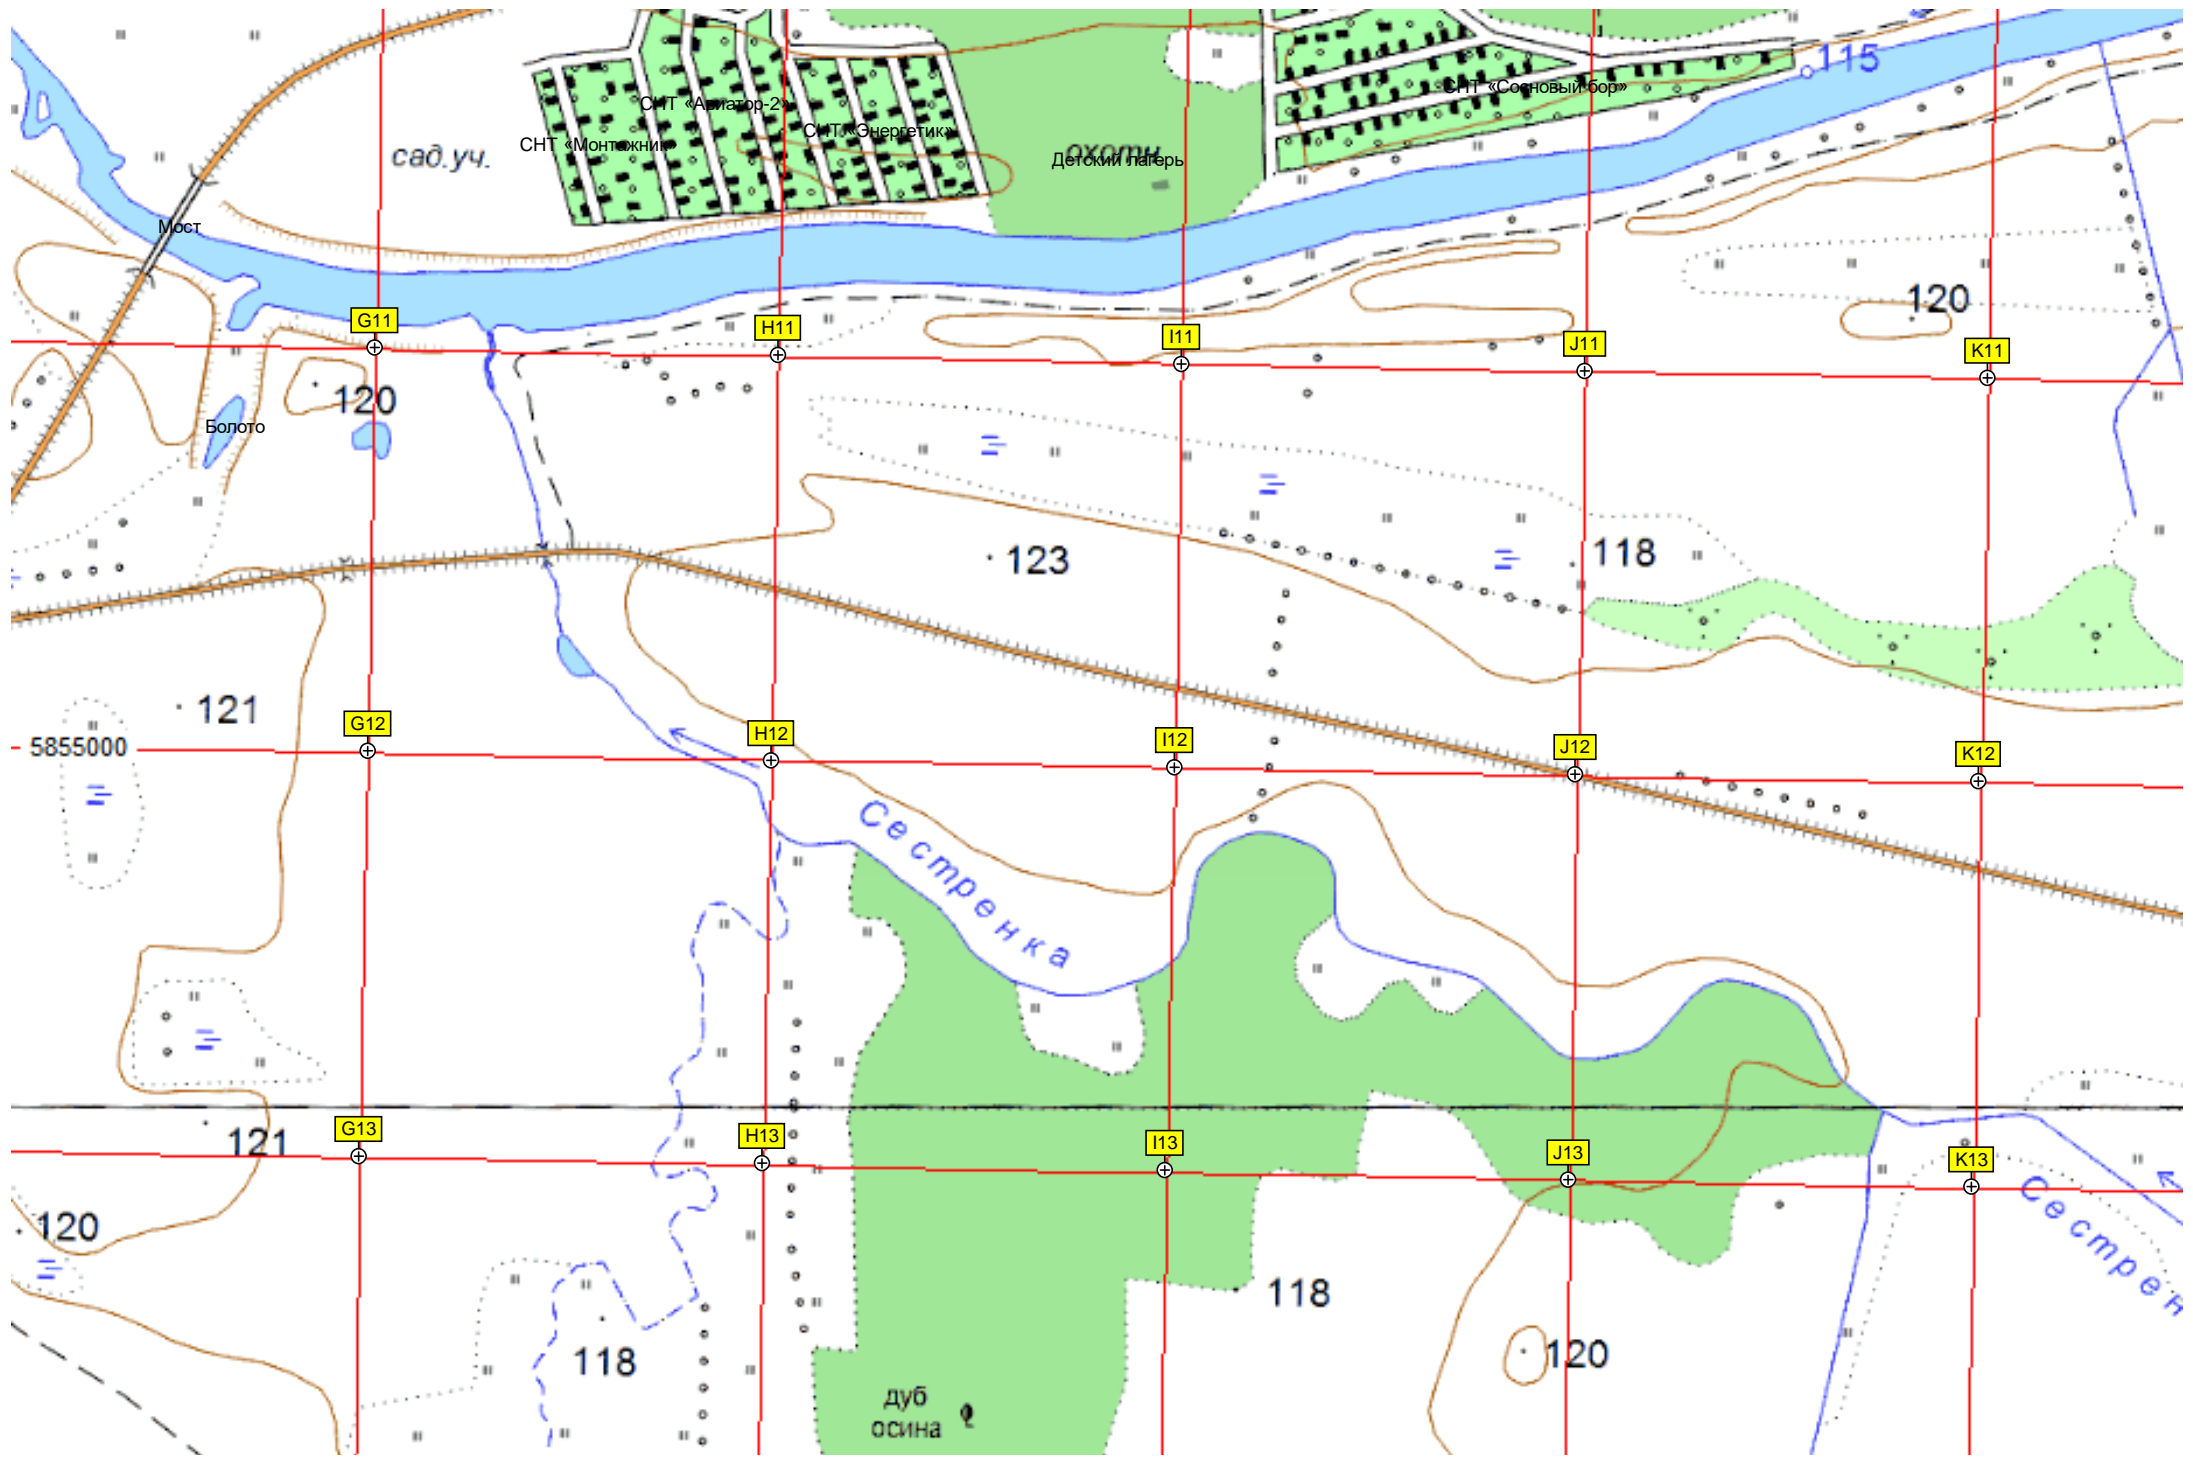 115
СНТ «Сосновый бор»
СНТ «Авиатор-2»
СНТ «Энергетик»
СНТ «Монтажник»
сад.уч.
охотн.
Детский лагерь
Мост
120
G11
H11
I11
J11
K11
120
Болото
123
118
121
G12
H12
I12
J12
K12
5855000
Сестренка
G13
H13
I13
J13
K13
121
120
Сестрен
118
118
120
дуб
осина